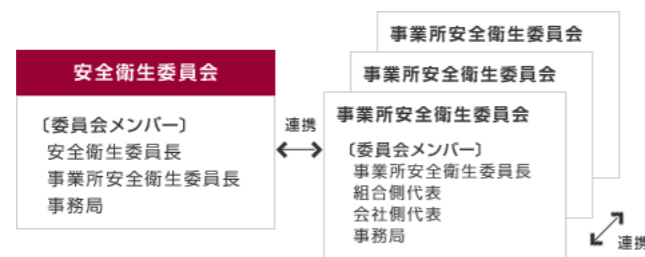 安全衛生委員会
〔委員会メンバー〕
安全衛生委員長
事業所安全衛生委員長
事務局
連携
事業所安全衛生委員会
事業所安全衛生委員会
事業所安全衛生委員会
〔委員会メンバー〕
事業所安全衛生委員長
組合側代表
会社側代表
事務局
連携